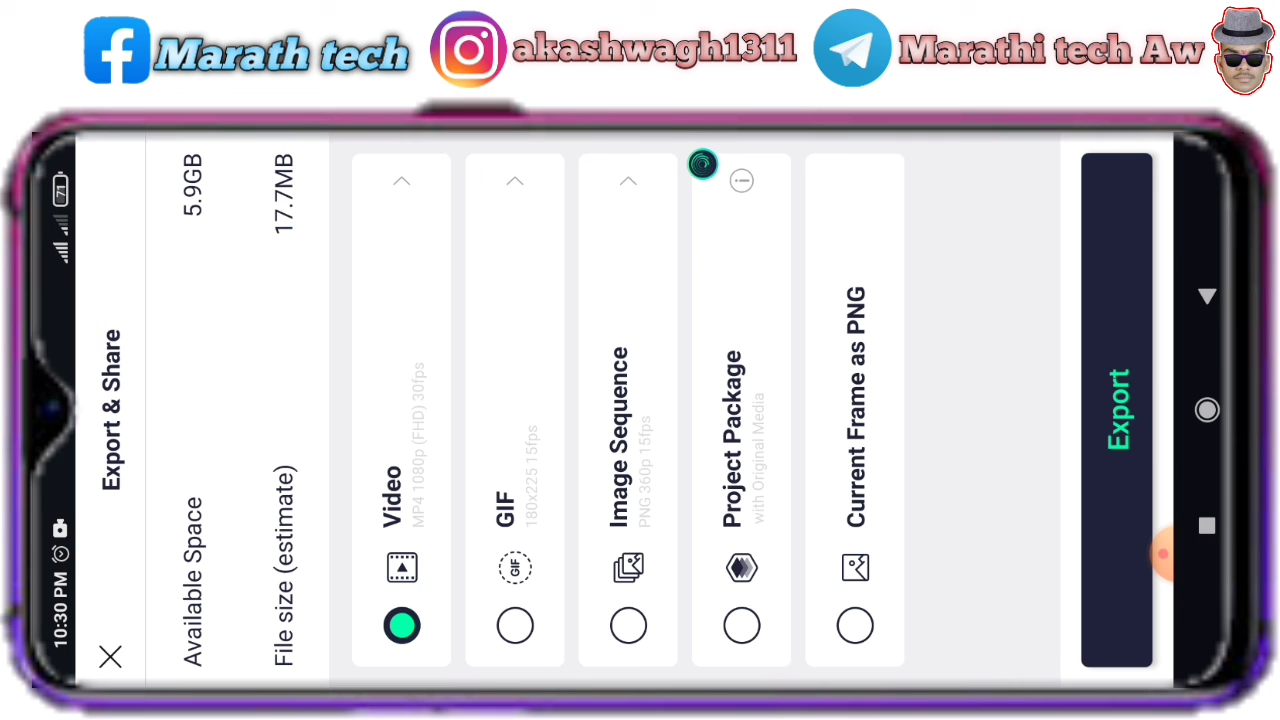 Marath tech
akashwagh1311
Marathi tech Aw
10:30 PM
71
Export & Share
Available Space
5.9GB
File size (estimate)
17.7MB
Video
MP4 1080p (FHD) 30fps
GIF
GIF
180x225 15fps
Image Sequence
PNG 360p 15fps
Project Package
with Original Media
Current Frame as PNG
Export